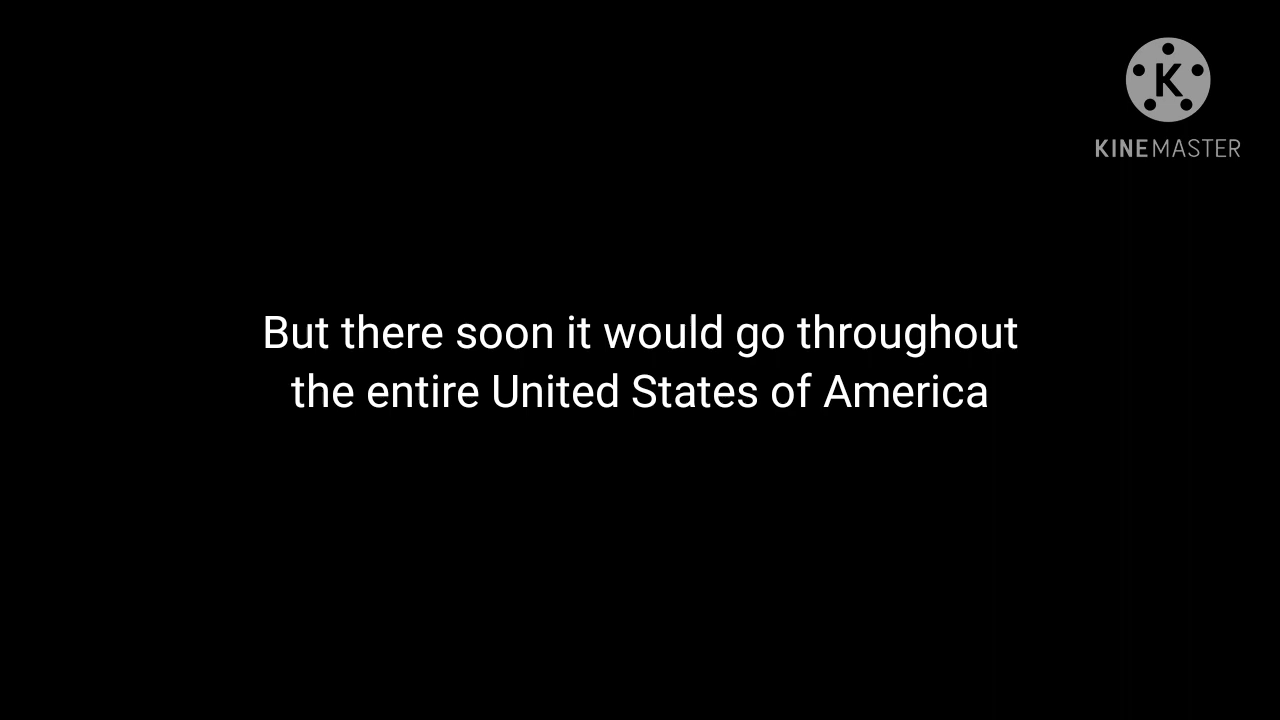 K
KINEMASTER
But there soon it would go throughout
the entire United States of America